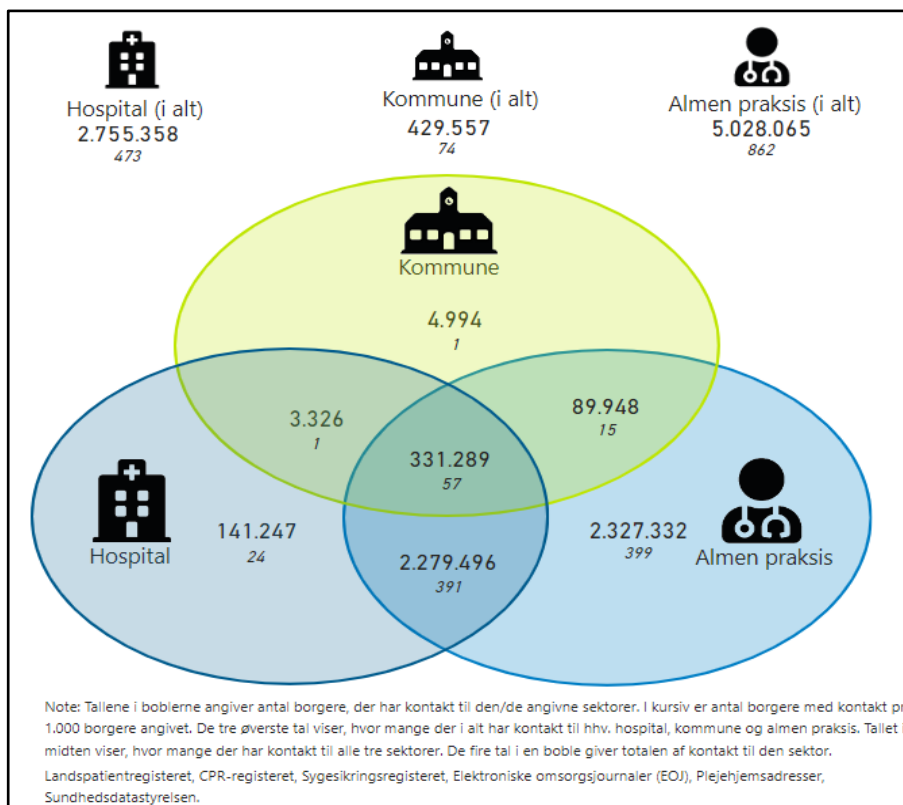 Hospital (i alt)
2.755.358
473
Kommune (i alt)
429.557
74
Almen praksis (i alt)
5.028.065
862
Kommune
4.994
1
3.326
1
89.948
15
331.289
57
Hospital
141.247
24
2.279.496
391
2.327.332
399
Almen praksis
Note: Tallene i boblerne angiver antal borgere, der har kontakt til den/de angivne sektorer. I kursiv er antal borgere med kontakt pr
1.000 borgere angivet. De tre øverste tal viser, hvor mange der i alt har kontakt til hhv. hospital, kommune og almen praksis. Tallet i
midten viser, hvor mange der har kontakt til alle tre sektorer. De fire tal i en boble giver totalen af kontakt til den sektor.
Landspatientregisteret, CPR-registeret, Sygesikringsregisteret, Elektroniske omsorgsjournaler (EOJ), Plejehjemsadresser,
Sundhedsdatastyrelsen.